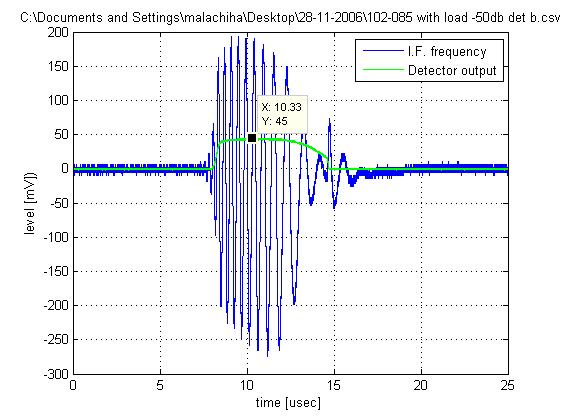 C:\Documents and Settings\malachiha\Desktop\28-11-2006\102-085 with load -50db det b.csv
200
150
100
50
0
-50
-100
-150
-200
-250
-300
level [mV])
I.F. frequency
Detector output
X: 10.33
Y: 45
0 5 10 15 20 25
time [usec]